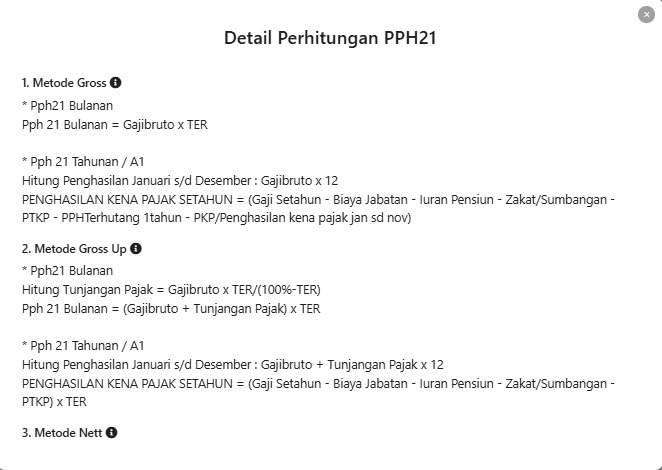 Detail Perhitungan PPH21
1. Metode Gross
* Pph21 Bulanan
Pph 21 Bulanan = Gajibruto x TER
* Pph 21 Tahunan / A1
Hitung Penghasilan Januari s/d Desember : Gajibruto x 12
PENGHASILAN KENA PAJAK SETAHUN = (Gaji Setahun - Biaya Jabatan - Iuran Pensiun - Zakat/Sumbangan -
PTKP - PPHTerhutang 1tahun - PKP/Penghasilan kena pajak jan sd nov)
2. Metode Gross Up
* Pph21 Bulanan
Hitung Tunjangan Pajak = Gajibruto x TER/(100%-TER)
Pph 21 Bulanan = (Gajibruto + Tunjangan Pajak) x TER
* Pph 21 Tahunan / A1
Hitung Penghasilan Januari s/d Desember : Gajibruto + Tunjangan Pajak x 12
PENGHASILAN KENA PAJAK SETAHUN = (Gaji Setahun - Biaya Jabatan - Iuran Pensiun - Zakat/Sumbangan -
PTKP) x TER
3. Metode Nett